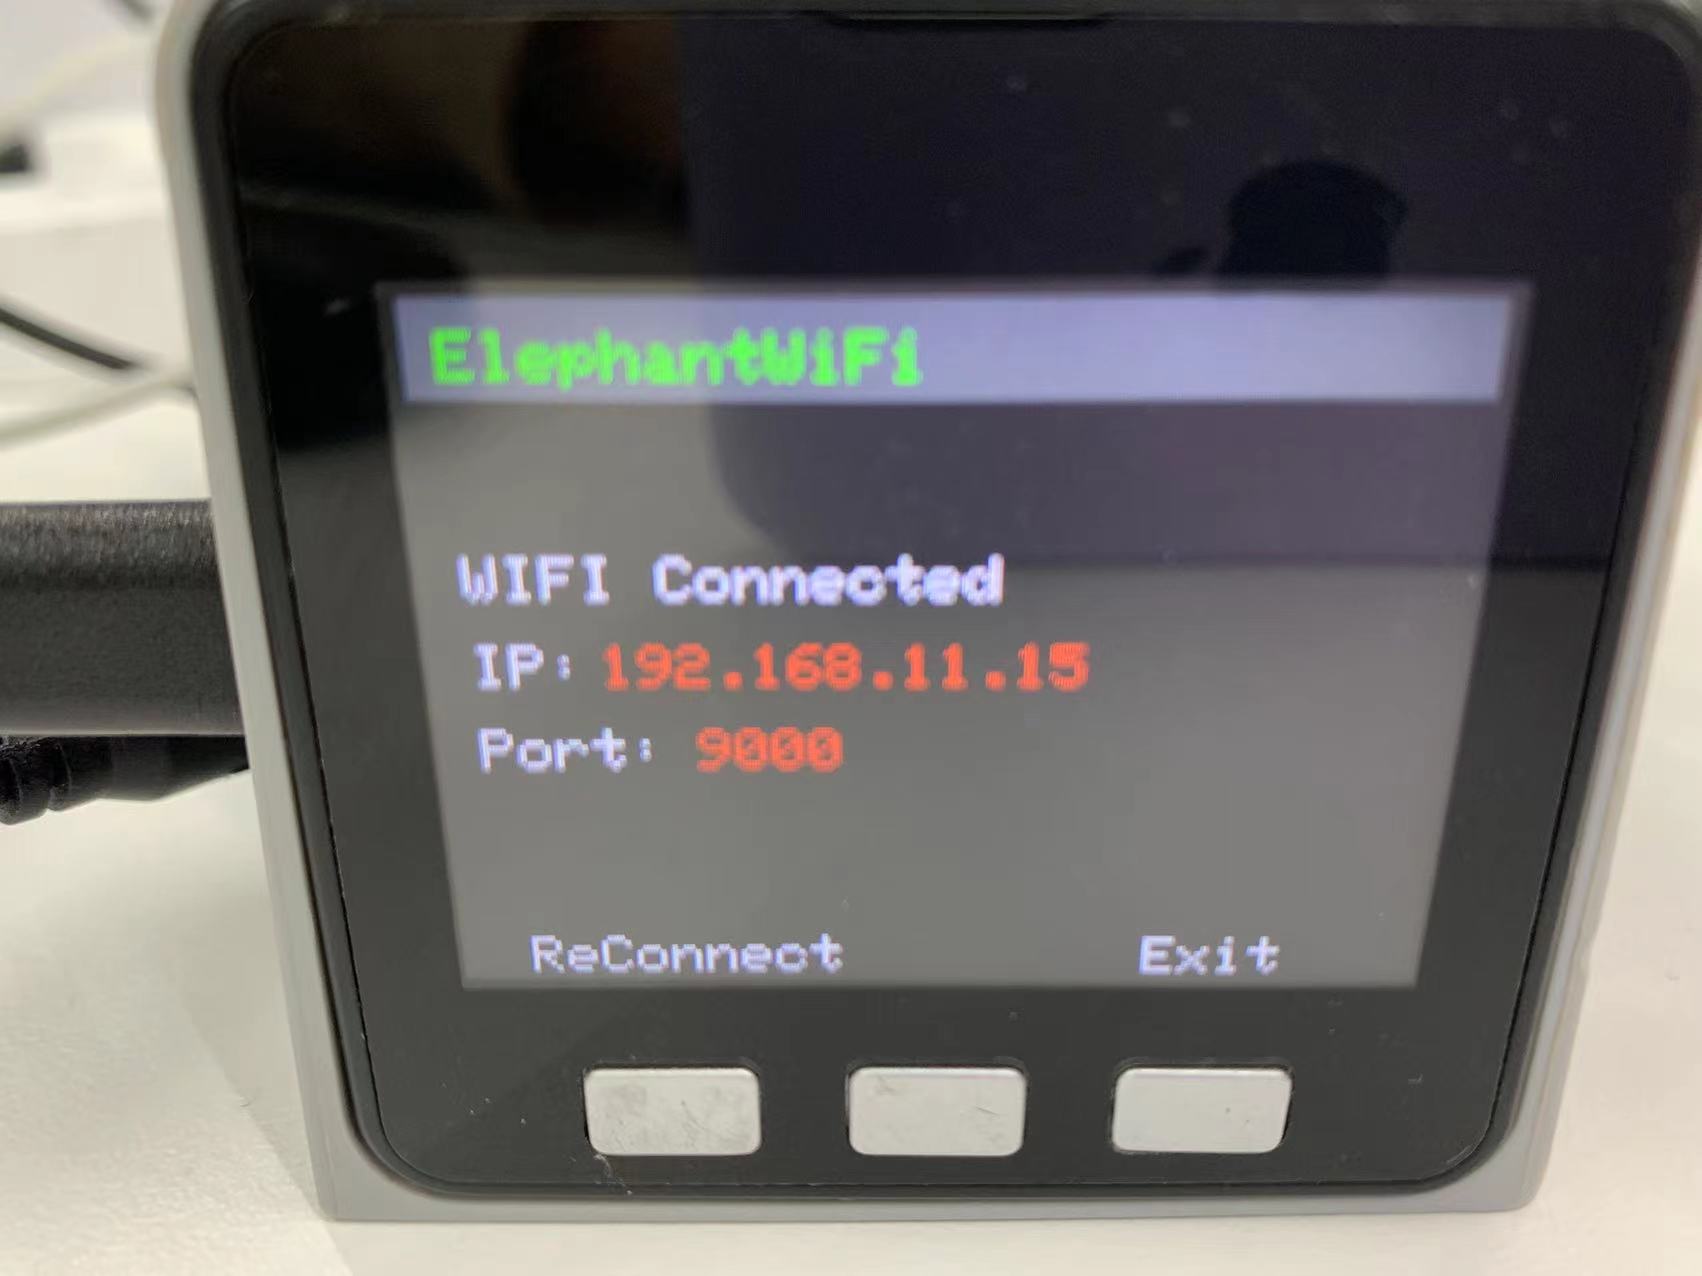 ElephantWiFi
WIFI Connected
IP: 192.168.11.15
Port: 9000
ReConnect Exit